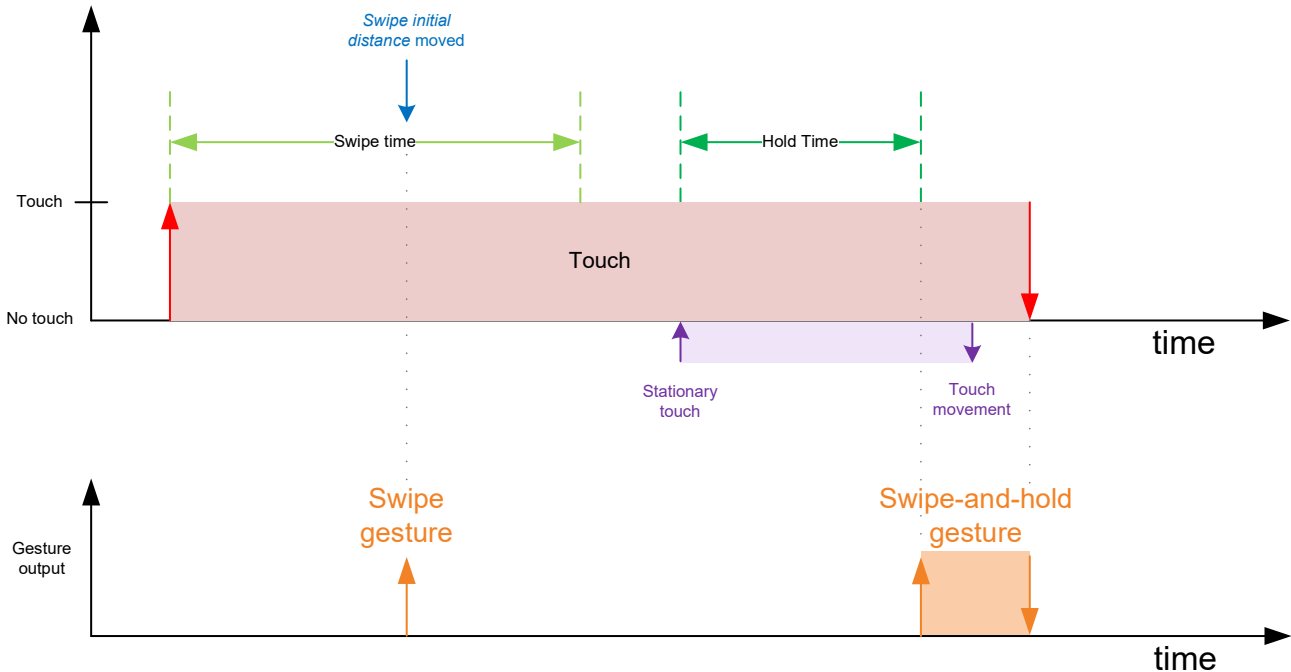 Swipe initial
distance moved
Swipe time
Hold Time
Touch
Touch
No touch
time
Stationary
touch
Touch
movement
Swipe
gesture
Swipe-and-hold
gesture
Gesture
output
time